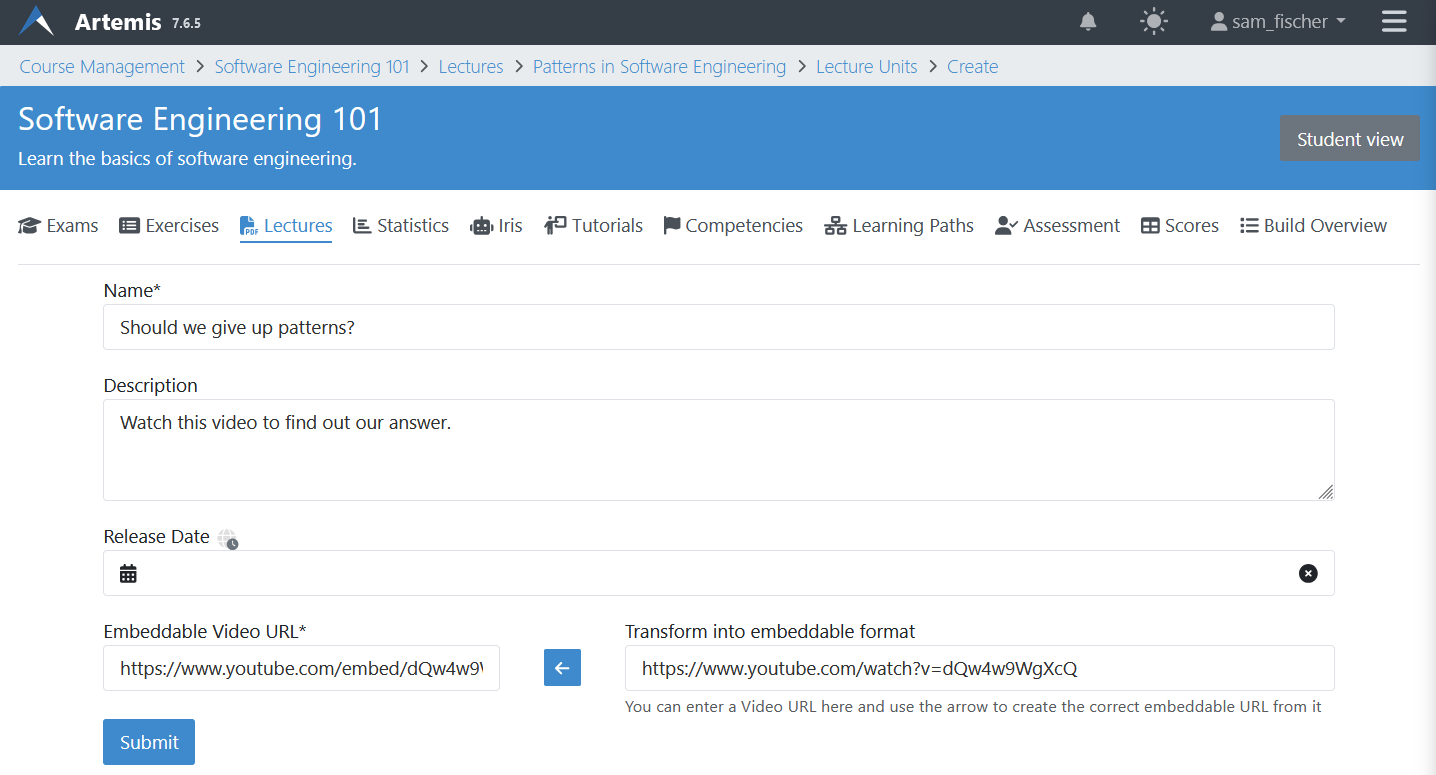 Artemis 7.6.5 sam_fischer
Course Management > Software Engineering 101 > Lectures > Patterns in Software Engineering > Lecture Units > Create
Software Engineering 101
Learn the basics of software engineering.
Student view
Exams Exercises Lectures Statistics Iris Tutorials Competencies Learning Paths Assessment Scores Build Overview
Name*
Should we give up patterns?
Description
Watch this video to find out our answer.
Release Date
Embeddable Video URL* Transform into embeddable format
https://www.youtube.com/embed/dQw4w9W https://www.youtube.com/watch?v=dQw4w9WgXcQ
You can enter a Video URL here and use the arrow to create the correct embeddable URL from it
Submit